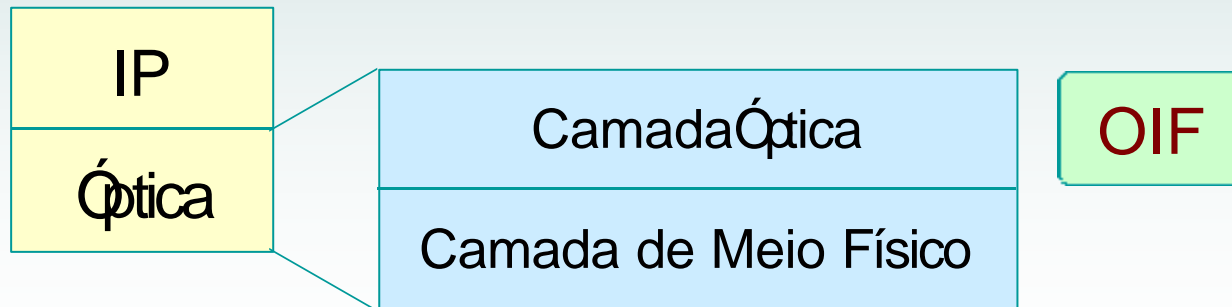 IP
Óptica
CamadaÓptica
Camada de Meio Físico
OIF